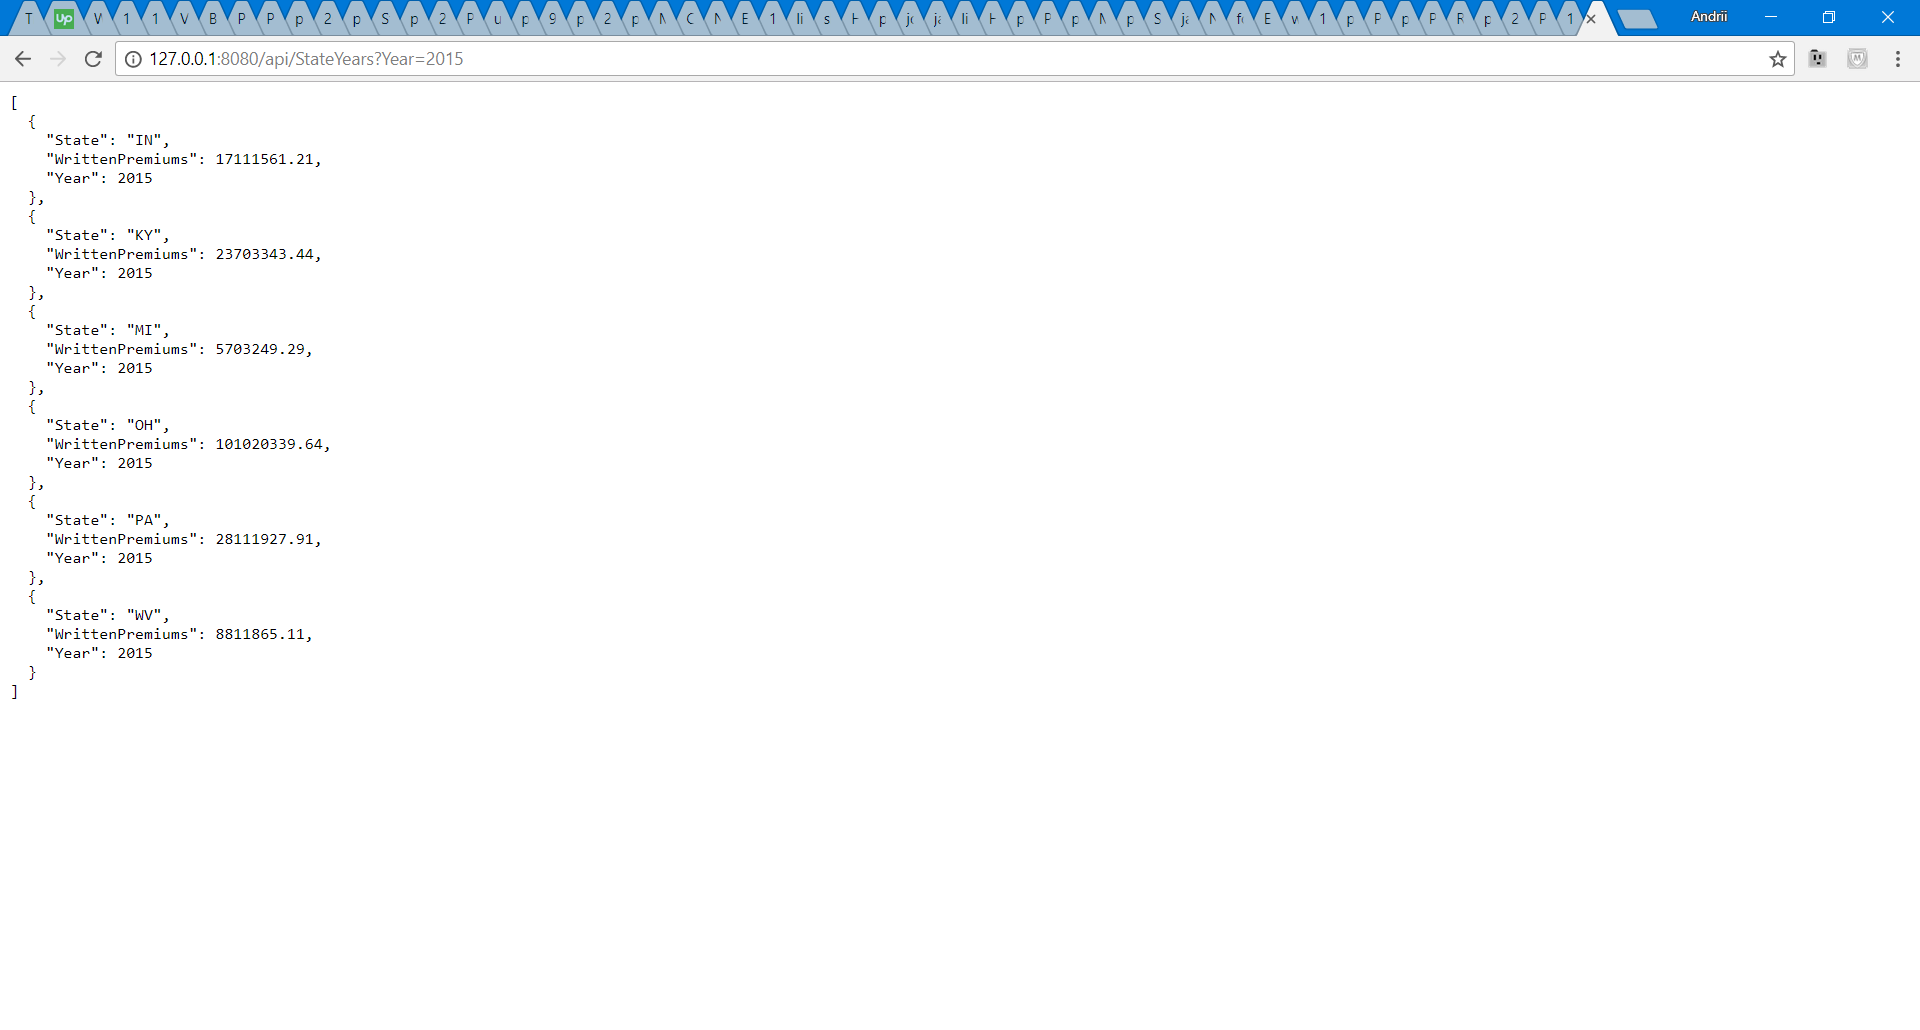 Up
Andrii
127.0.0.1:8080/api/StateYears?Year=2015
[
  {
    "State": "IN",
    "WrittenPremiums": 17111561.21,
    "Year": 2015
  },
  {
    "State": "KY",
    "WrittenPremiums": 23703343.44,
    "Year": 2015
  },
  {
    "State": "MI",
    "WrittenPremiums": 5703249.29,
    "Year": 2015
  },
  {
    "State": "OH",
    "WrittenPremiums": 101020339.64,
    "Year": 2015
  },
  {
    "State": "PA",
    "WrittenPremiums": 28111927.91,
    "Year": 2015
  },
  {
    "State": "WV",
    "WrittenPremiums": 8811865.11,
    "Year": 2015
  }
]